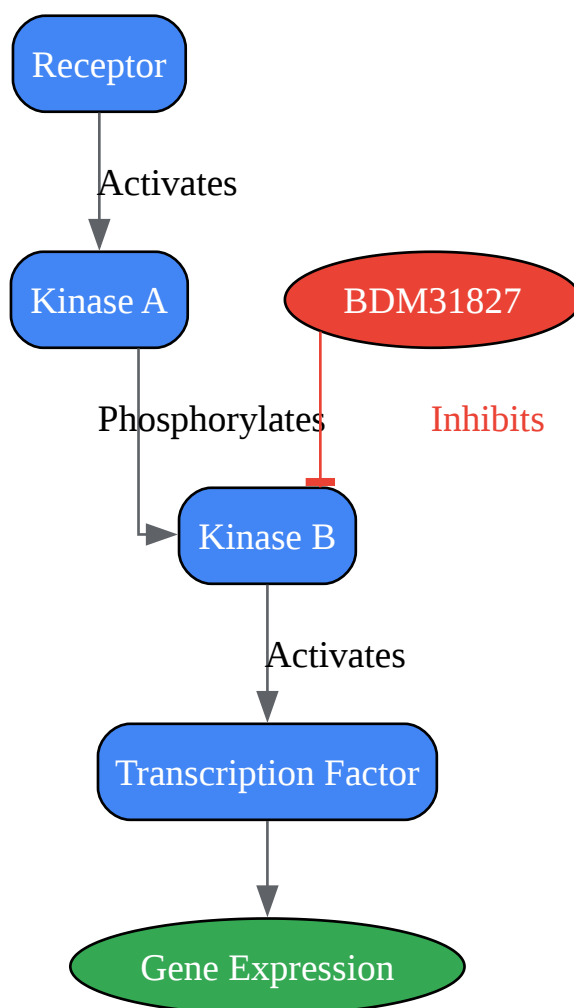 Receptor
Activates
Kinase A
BDM31827
Phosphorylates
Inhibits
Kinase B
Activates
Transcription Factor
Gene Expression